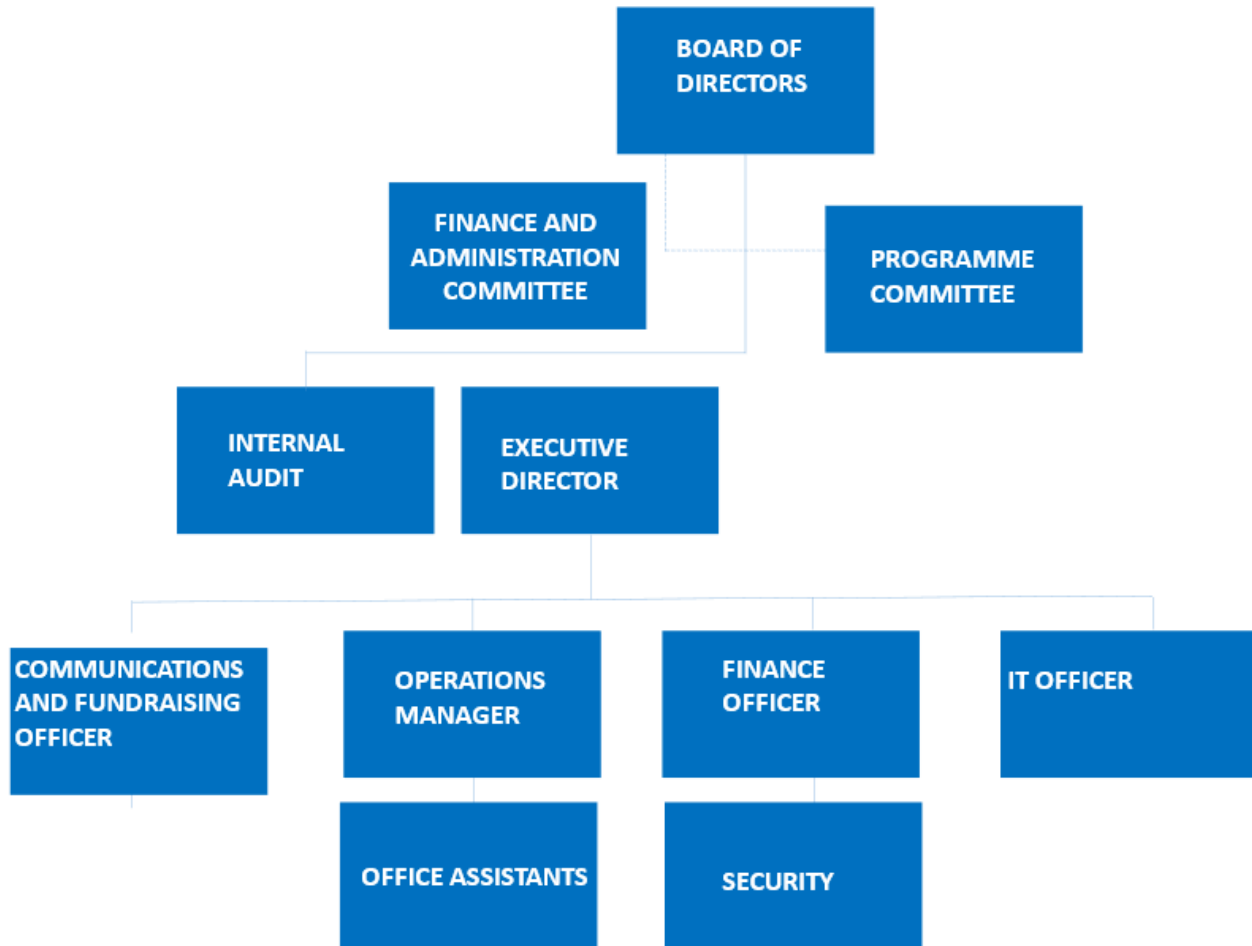 BOARD OF
DIRECTORS
FINANCE AND
ADMINISTRATION
COMMITTEE
PROGRAMME
COMMITTEE
INTERNAL
AUDIT
EXECUTIVE
DIRECTOR
COMMUNICATIONS
AND FUNDRAISING
OFFICER
OPERATIONS
MANAGER
FINANCE
OFFICER
IT OFFICER
OFFICE ASSISTANTS
SECURITY